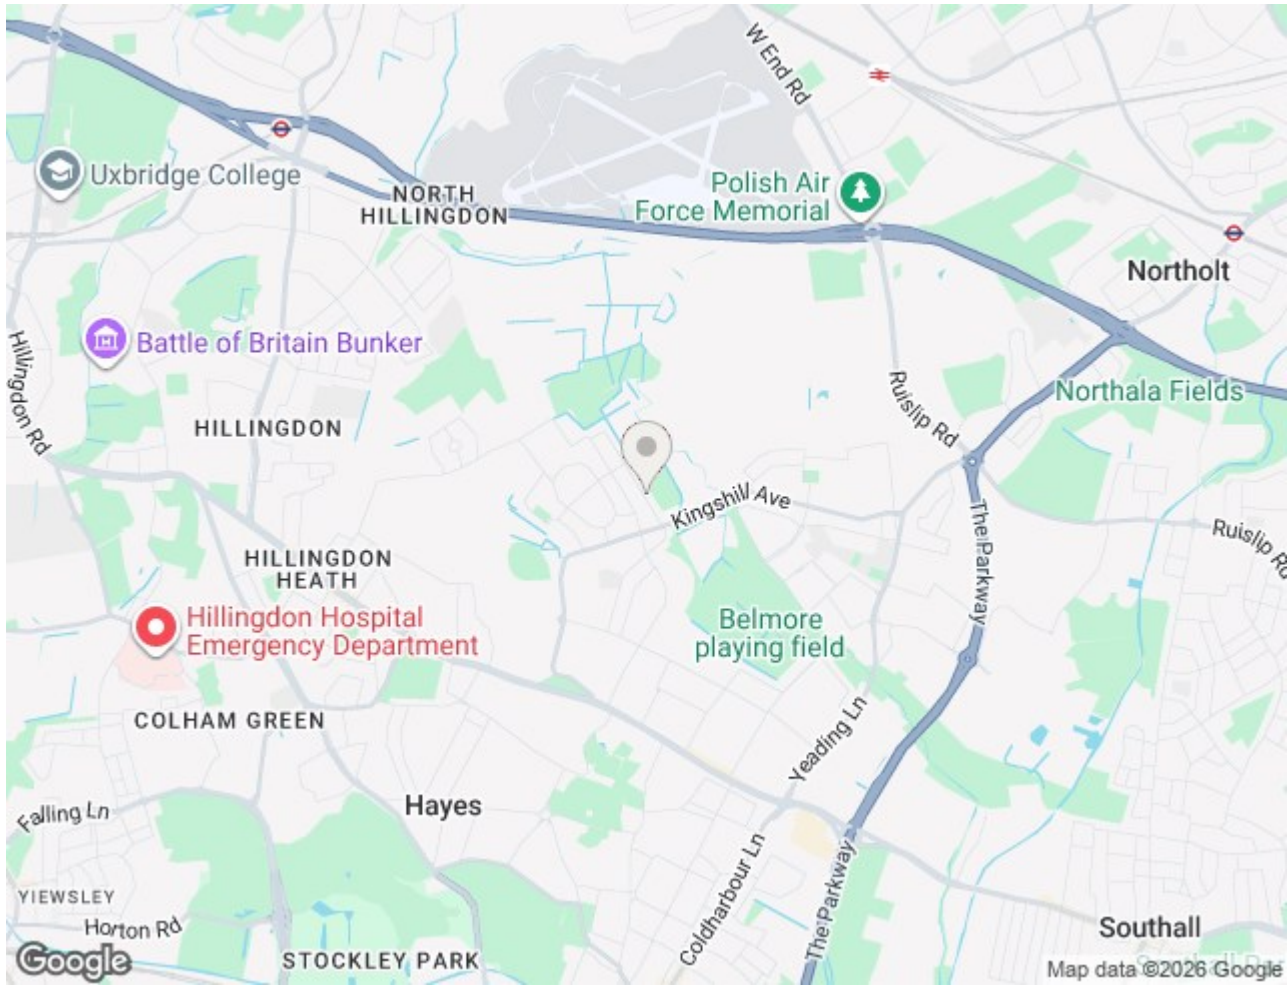 W End Rd
Uxbridge College
NORTH
HILLINGDON
Polish Air
Force Memorial
Northolt
Hillingdon Rd
Battle of Britain Bunker
Ruislip Rd
Northala Fields
HILLINGDON
Kingshill Ave
The Parkway
Ruislip Rd
HILLINGDON
HEATH
Hillingdon Hospital
Emergency Department
Belmore
playing field
COLHAM GREEN
Yeading Ln
Falling Ln
Hayes
Coldharbour Ln
The Parkway
YIEWSLEY
Horton Rd
STOCKLEY PARK
Southall
Google
Map data ©2026 Google